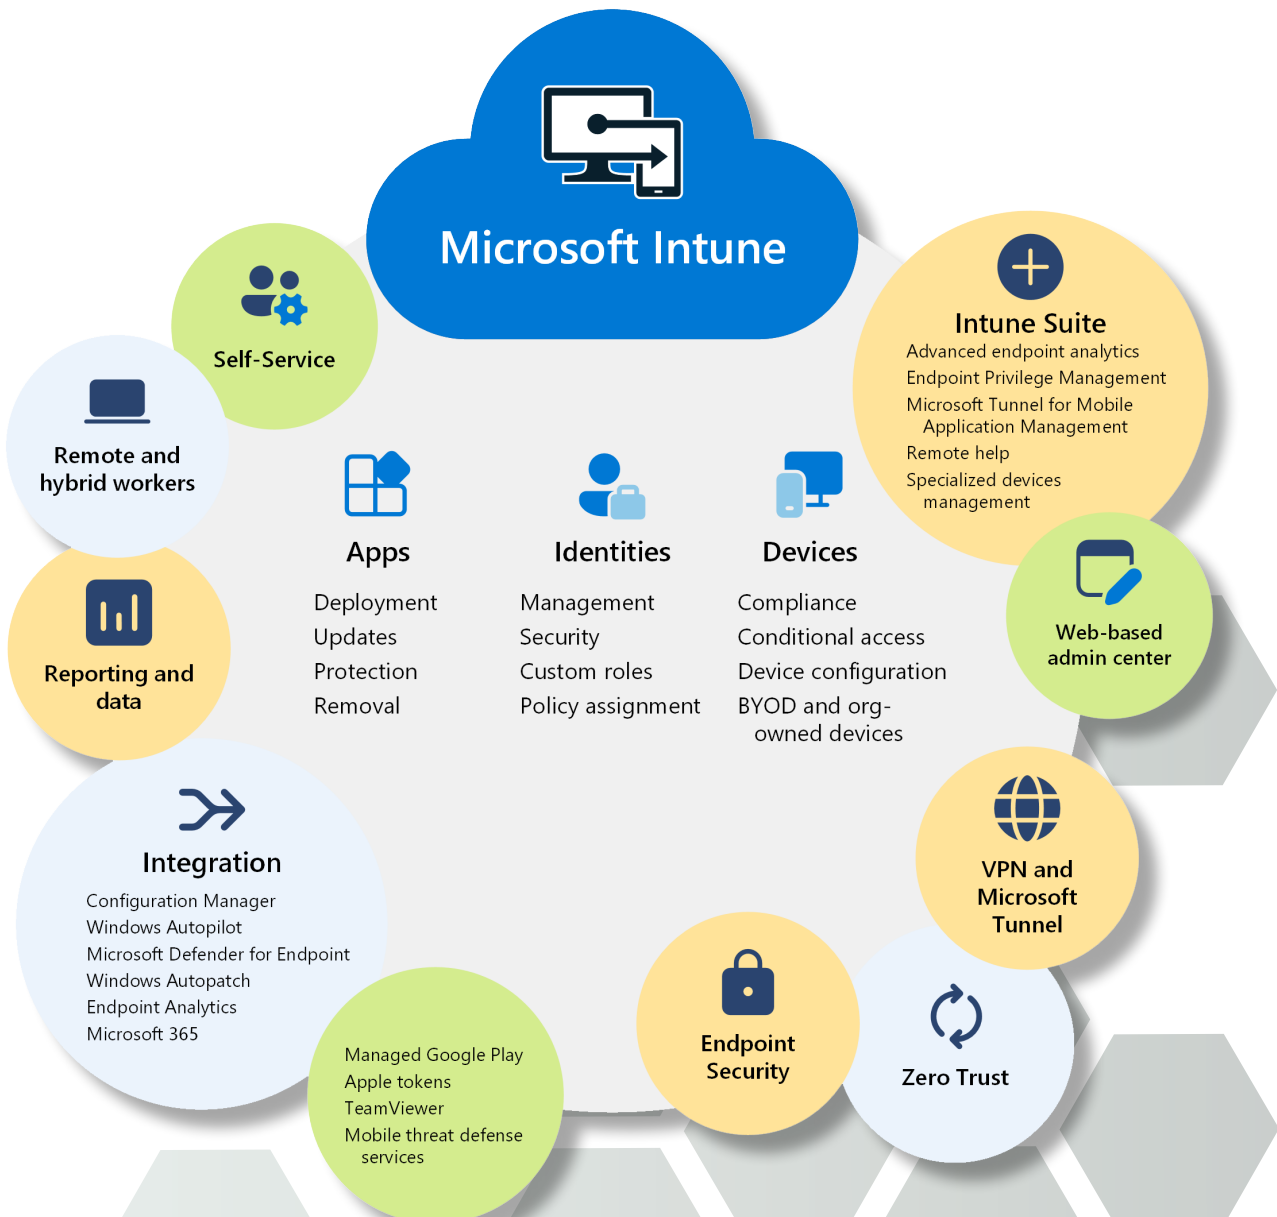 Microsoft Intune
Self-Service
Remote and
hybrid workers
Reporting and
data
Integration
Configuration Manager
Windows Autopilot
Microsoft Defender for Endpoint
Windows Autopatch
Endpoint Analytics
Microsoft 365
Managed Google Play
Apple tokens
TeamViewer
Mobile threat defense
services
Apps
Deployment
Updates
Protection
Removal
Identities
Management
Security
Custom roles
Policy assignment
Devices
Compliance
Conditional access
Device configuration
BYOD and org-
owned devices
Intune Suite
Advanced endpoint analytics
Endpoint Privilege Management
Microsoft Tunnel for Mobile
Application Management
Remote help
Specialized devices
management
Web-based
admin center
VPN and
Microsoft
Tunnel
Zero Trust
Endpoint
Security